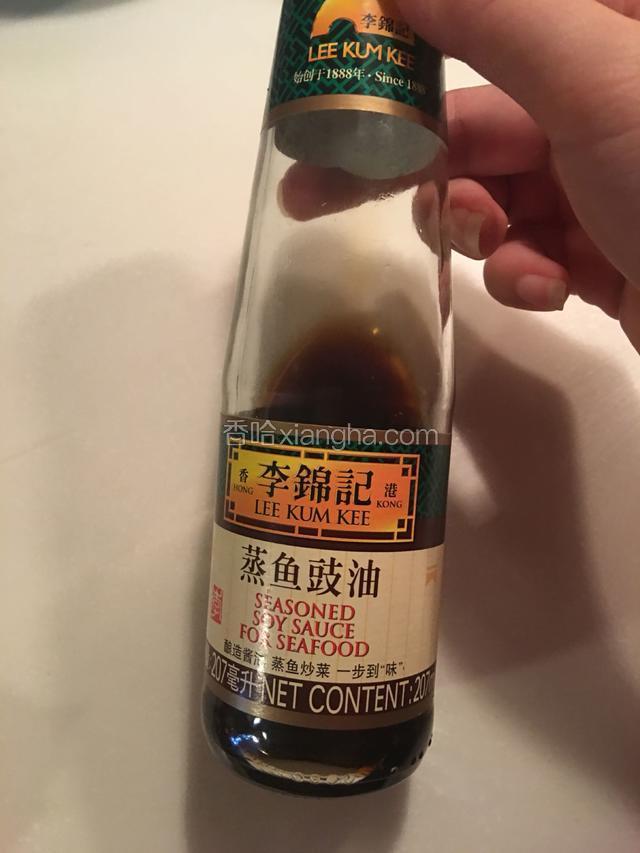 李錦記
LEE KUM KEE
始创于1888年·Since 1888
香哈xiangha.com
香 李錦記 港
HONG LEE KUM KEE KONG
蒸鱼豉油
SEASONED
SOY SAUCE
FOR SEAFOOD
酿造酱油 蒸鱼炒菜 一步到“味”
207毫升 NET CONTENT:207